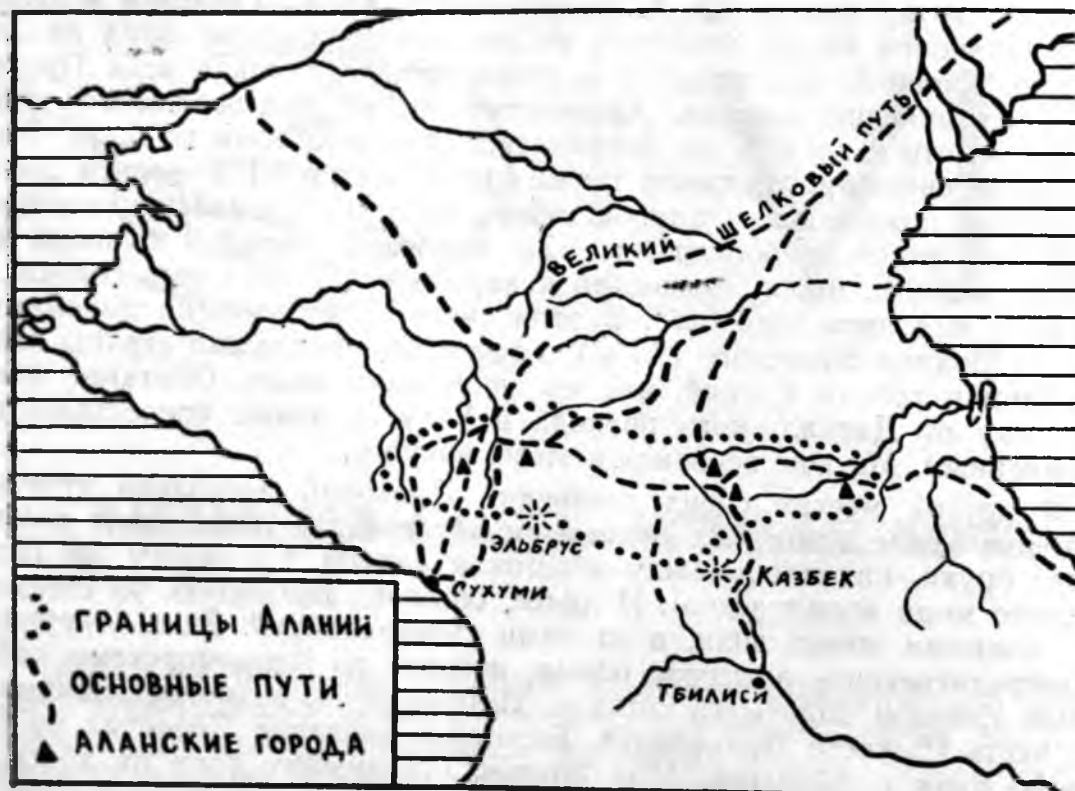 ВЕЛИКИЙ ШЕЛКОВЫЙ ПУТЬ
ЭЛЬБРУС
КАЗБЕК
СУХУМИ
ТБИЛИСИ
ГРАНИЦЫ АЛАНИИ
ОСНОВНЫЕ ПУТИ
АЛАНСКИЕ ГОРОДА